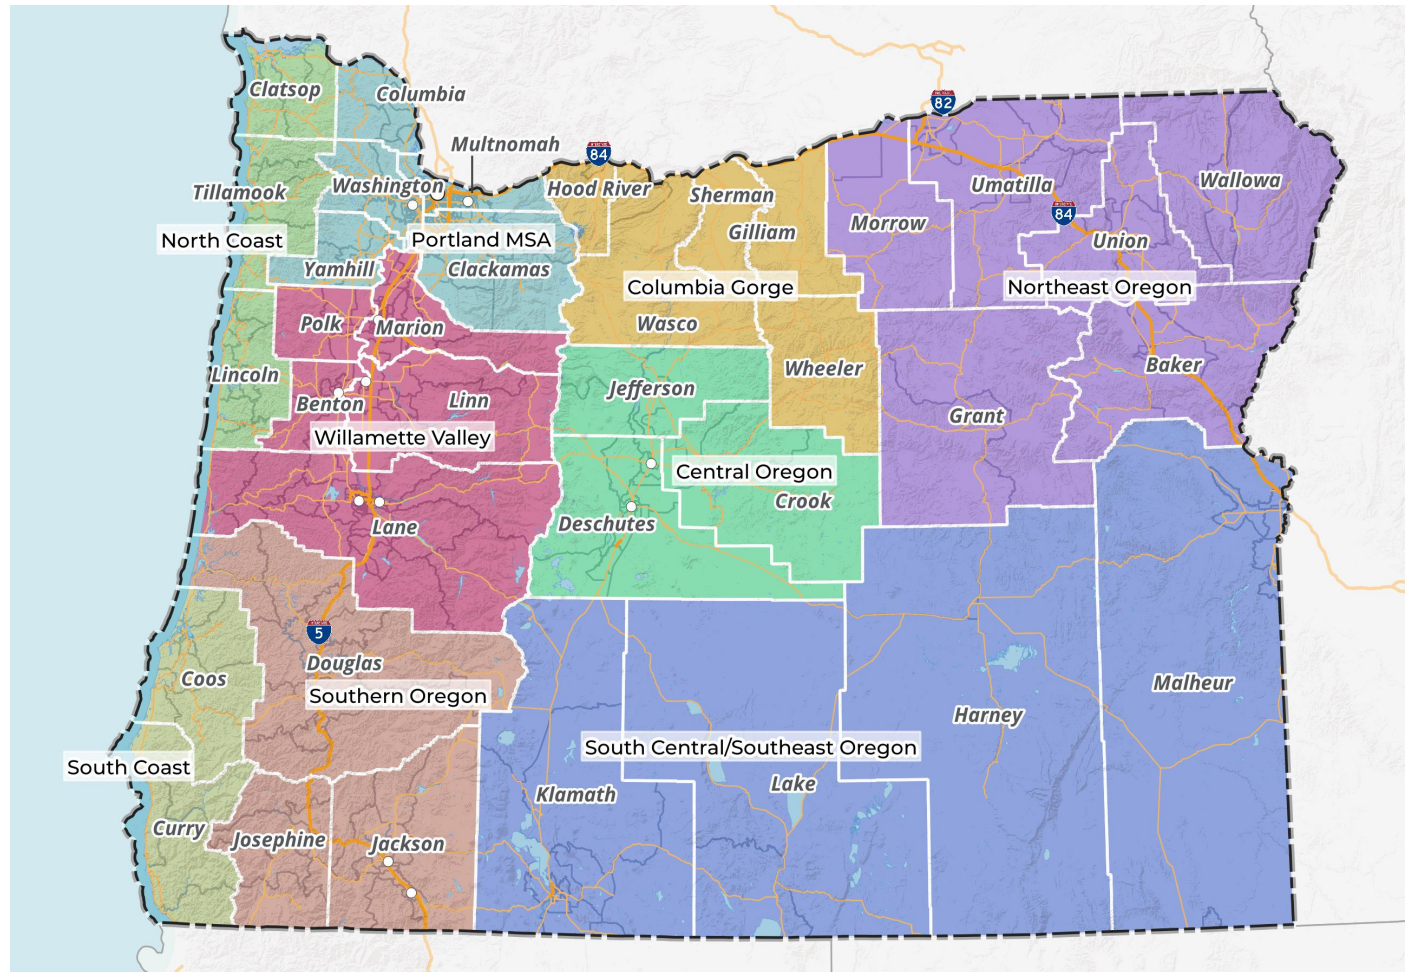 Clatsop
Columbia
82
Multnomah
84
Tillamook
Washington
Hood River
Sherman
Umatilla
Wallowa
84
North Coast
Portland MSA
Gilliam
Morrow
Union
Yamhill
Clackamas
Columbia Gorge
Northeast Oregon
Polk
Marion
Wasco
Lincoln
Benton
Linn
Jefferson
Wheeler
Baker
Grant
Willamette Valley
Central Oregon
Crook
Lane
Deschutes
5
Douglas
Coos
Southern Oregon
Malheur
Harney
South Coast
South Central/Southeast Oregon
Klamath
Lake
Curry
Josephine
Jackson